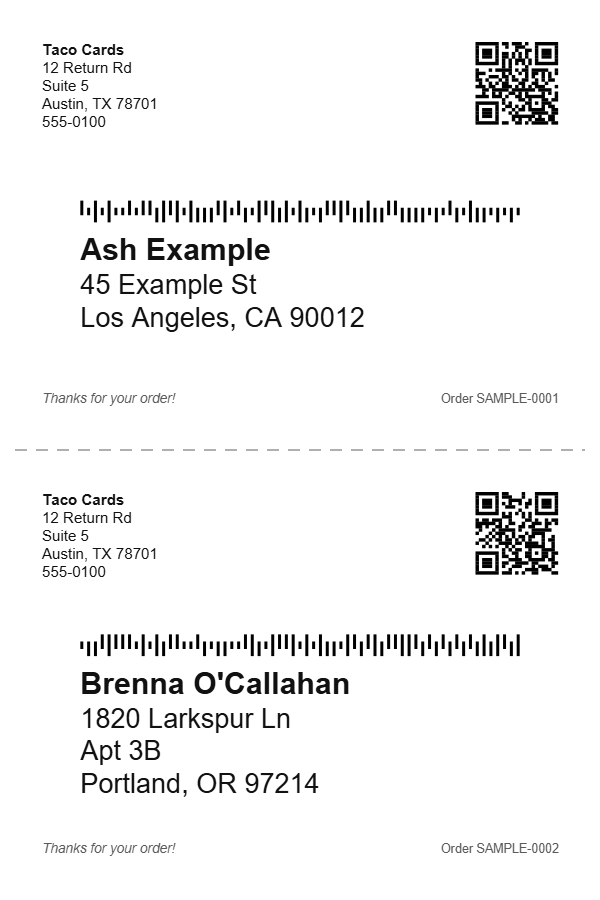 Taco Cards
12 Return Rd
Suite 5
Austin, TX 78701
555-0100
Ash Example
45 Example St
Los Angeles, CA 90012
Thanks for your order!
Order SAMPLE-0001
Taco Cards
12 Return Rd
Suite 5
Austin, TX 78701
555-0100
Brenna O'Callahan
1820 Larkspur Ln
Apt 3B
Portland, OR 97214
Thanks for your order!
Order SAMPLE-0002